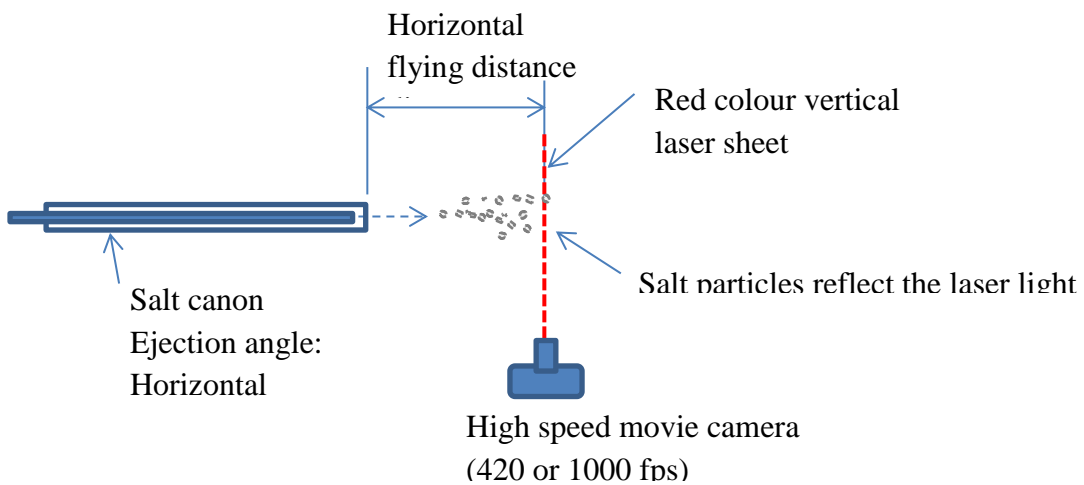 Horizontal
flying distance
Red colour vertical
laser sheet
Salt particles reflect the laser light
Salt canon
Ejection angle:
Horizontal
High speed movie camera
(420 or 1000 fps)